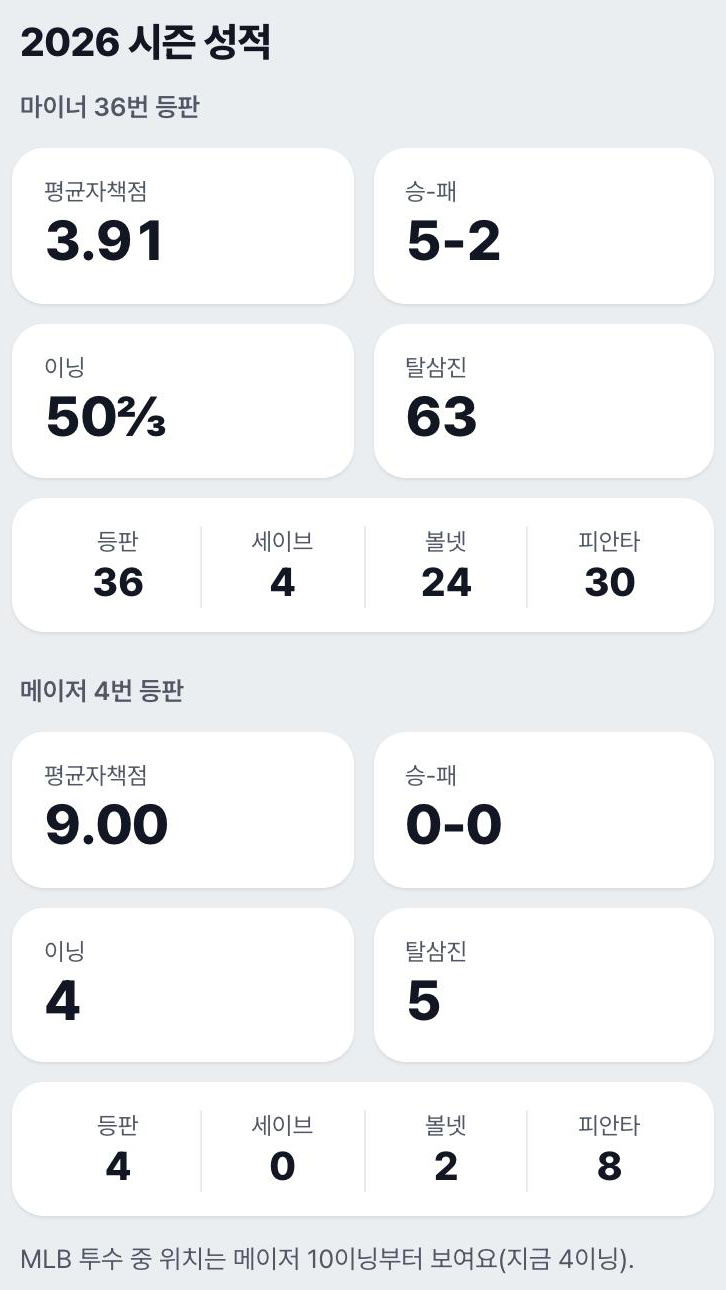 2026 시즌 성적
마이너 36번 등판
평균자책점
3.91
승-패
5-2
이닝
50⅔
탈삼진
63
등판
36
세이브
4
볼넷
24
피안타
30
메이저 4번 등판
평균자책점
9.00
승-패
0-0
이닝
4
탈삼진
5
등판
4
세이브
0
볼넷
2
피안타
8
MLB 투수 중 위치는 메이저 10이닝부터 보여요(지금 4이닝).